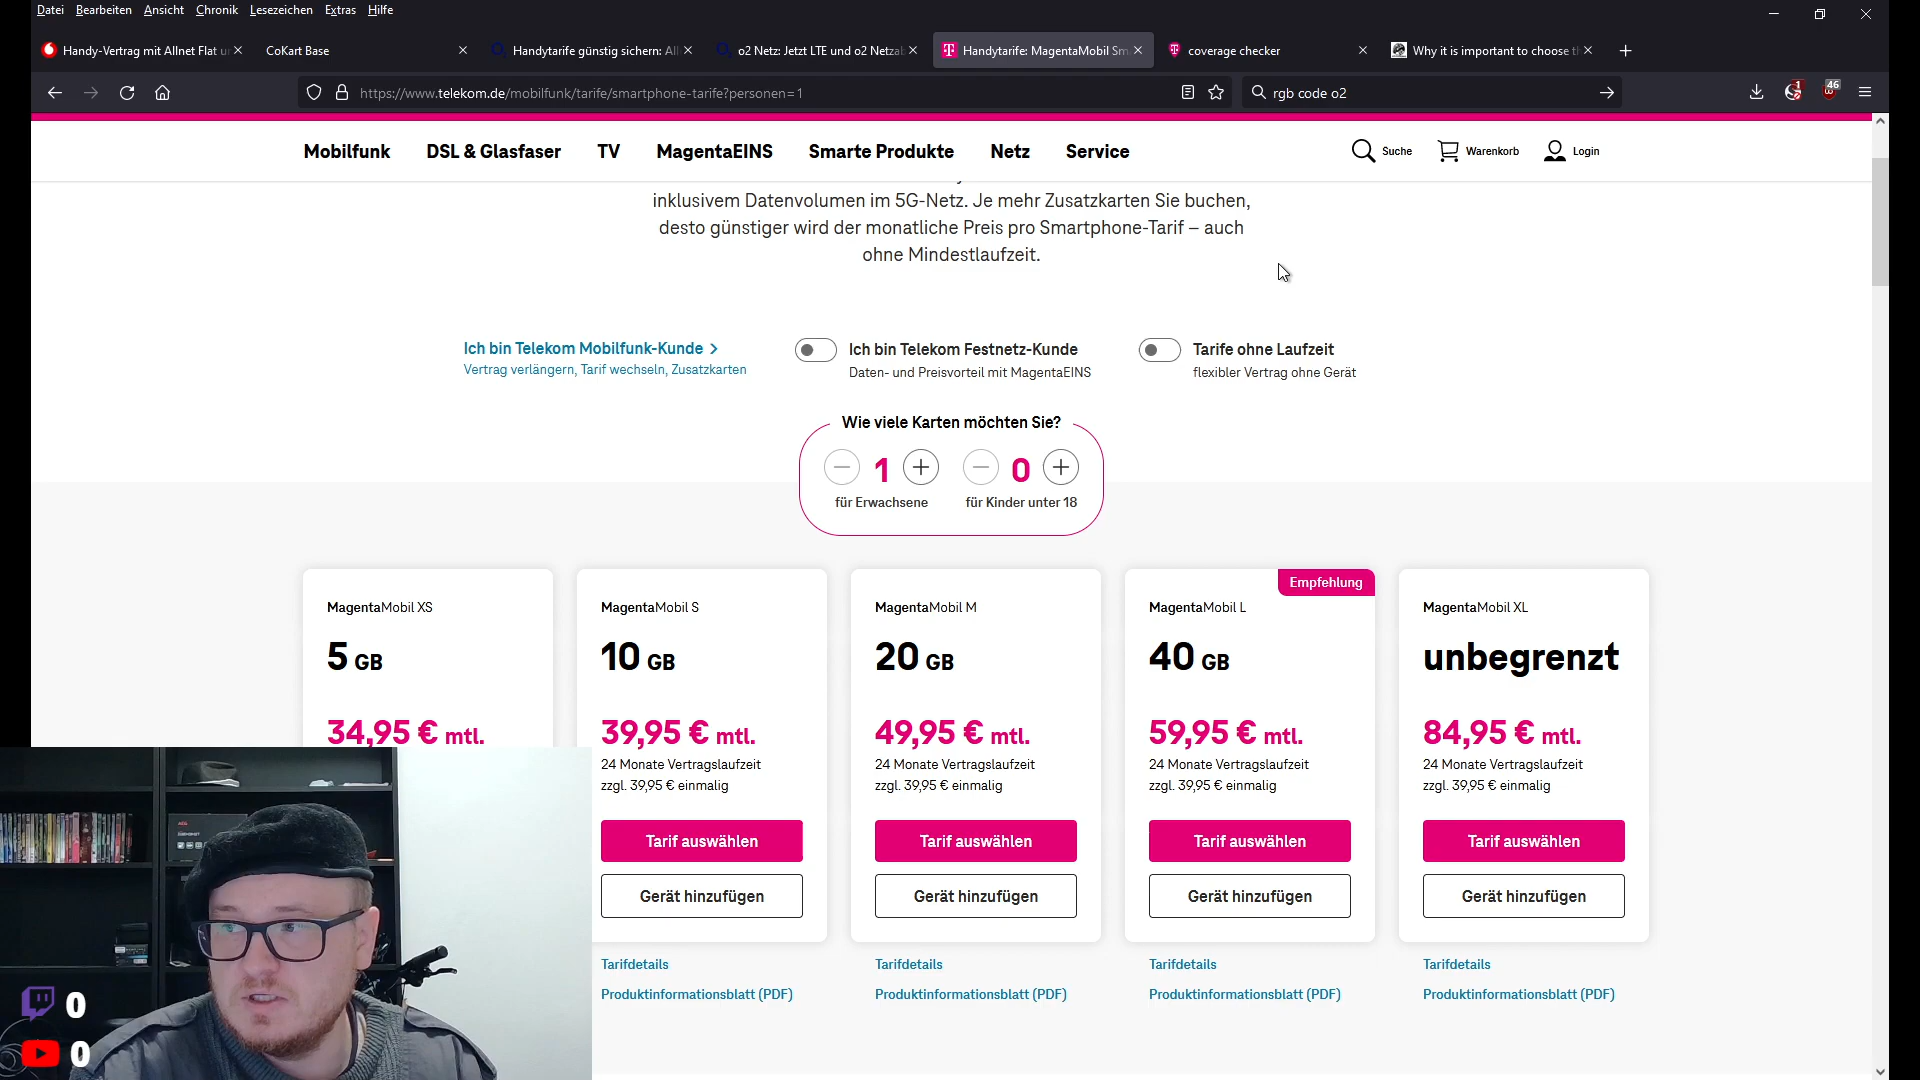 Datei Bearbeiten Ansicht Chronik Lesezeichen Extras Hilfe
Handy-Vertrag mit Allnet Flat u
CoKart Base
Handytarife günstig sichern: All
o2 Netz: Jetzt LTE und o2 Netzab
Handytarife: MagentaMobil Sm
coverage checker
Why it is important to choose th
https://www.telekom.de/mobilfunk/tarife/smartphone-tarife?personen=1
rgb code o2
1
46
Mobilfunk DSL & Glasfaser TV MagentaEINS Smarte Produkte Netz Service
Suche Warenkorb Login
inklusivem Datenvolumen im 5G-Netz. Je mehr Zusatzkarten Sie buchen,
desto günstiger wird der monatliche Preis pro Smartphone-Tarif – auch
ohne Mindestlaufzeit.
Ich bin Telekom Mobilfunk-Kunde
Vertrag verlängern, Tarif wechseln, Zusatzkarten
Ich bin Telekom Festnetz-Kunde
Daten- und Preisvorteil mit MagentaEINS
Tarife ohne Laufzeit
flexibler Vertrag ohne Gerät
Wie viele Karten möchten Sie?
1
0
für Erwachsene
für Kinder unter 18
MagentaMobil XS
5 GB
34,95 € mtl.
MagentaMobil S
10 GB
39,95 € mtl.
24 Monate Vertragslaufzeit
zzgl. 39,95 € einmalig
Tarif auswählen
Gerät hinzufügen
Tarifdetails
Produktinformationsblatt (PDF)
MagentaMobil M
20 GB
49,95 € mtl.
24 Monate Vertragslaufzeit
zzgl. 39,95 € einmalig
Tarif auswählen
Gerät hinzufügen
Tarifdetails
Produktinformationsblatt (PDF)
Empfehlung
MagentaMobil L
40 GB
59,95 € mtl.
24 Monate Vertragslaufzeit
zzgl. 39,95 € einmalig
Tarif auswählen
Gerät hinzufügen
Tarifdetails
Produktinformationsblatt (PDF)
MagentaMobil XL
unbegrenzt
84,95 € mtl.
24 Monate Vertragslaufzeit
zzgl. 39,95 € einmalig
Tarif auswählen
Gerät hinzufügen
Tarifdetails
Produktinformationsblatt (PDF)
0
0